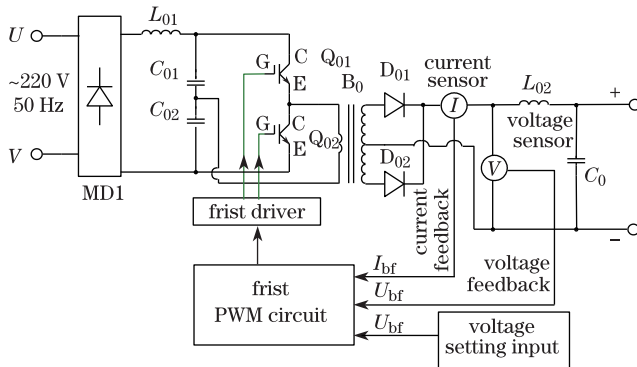 U
~220 V
50 Hz
V
MD1
L01
C01
C02
G
C
E
Q01
G
C
E
Q02
B0
D01
D02
current
sensor
I
L02
voltage
sensor
V
C0
+
–
frist driver
current
feedback
voltage
feedback
frist
PWM circuit
Ibf
Ubf
Ubf
voltage
setting input